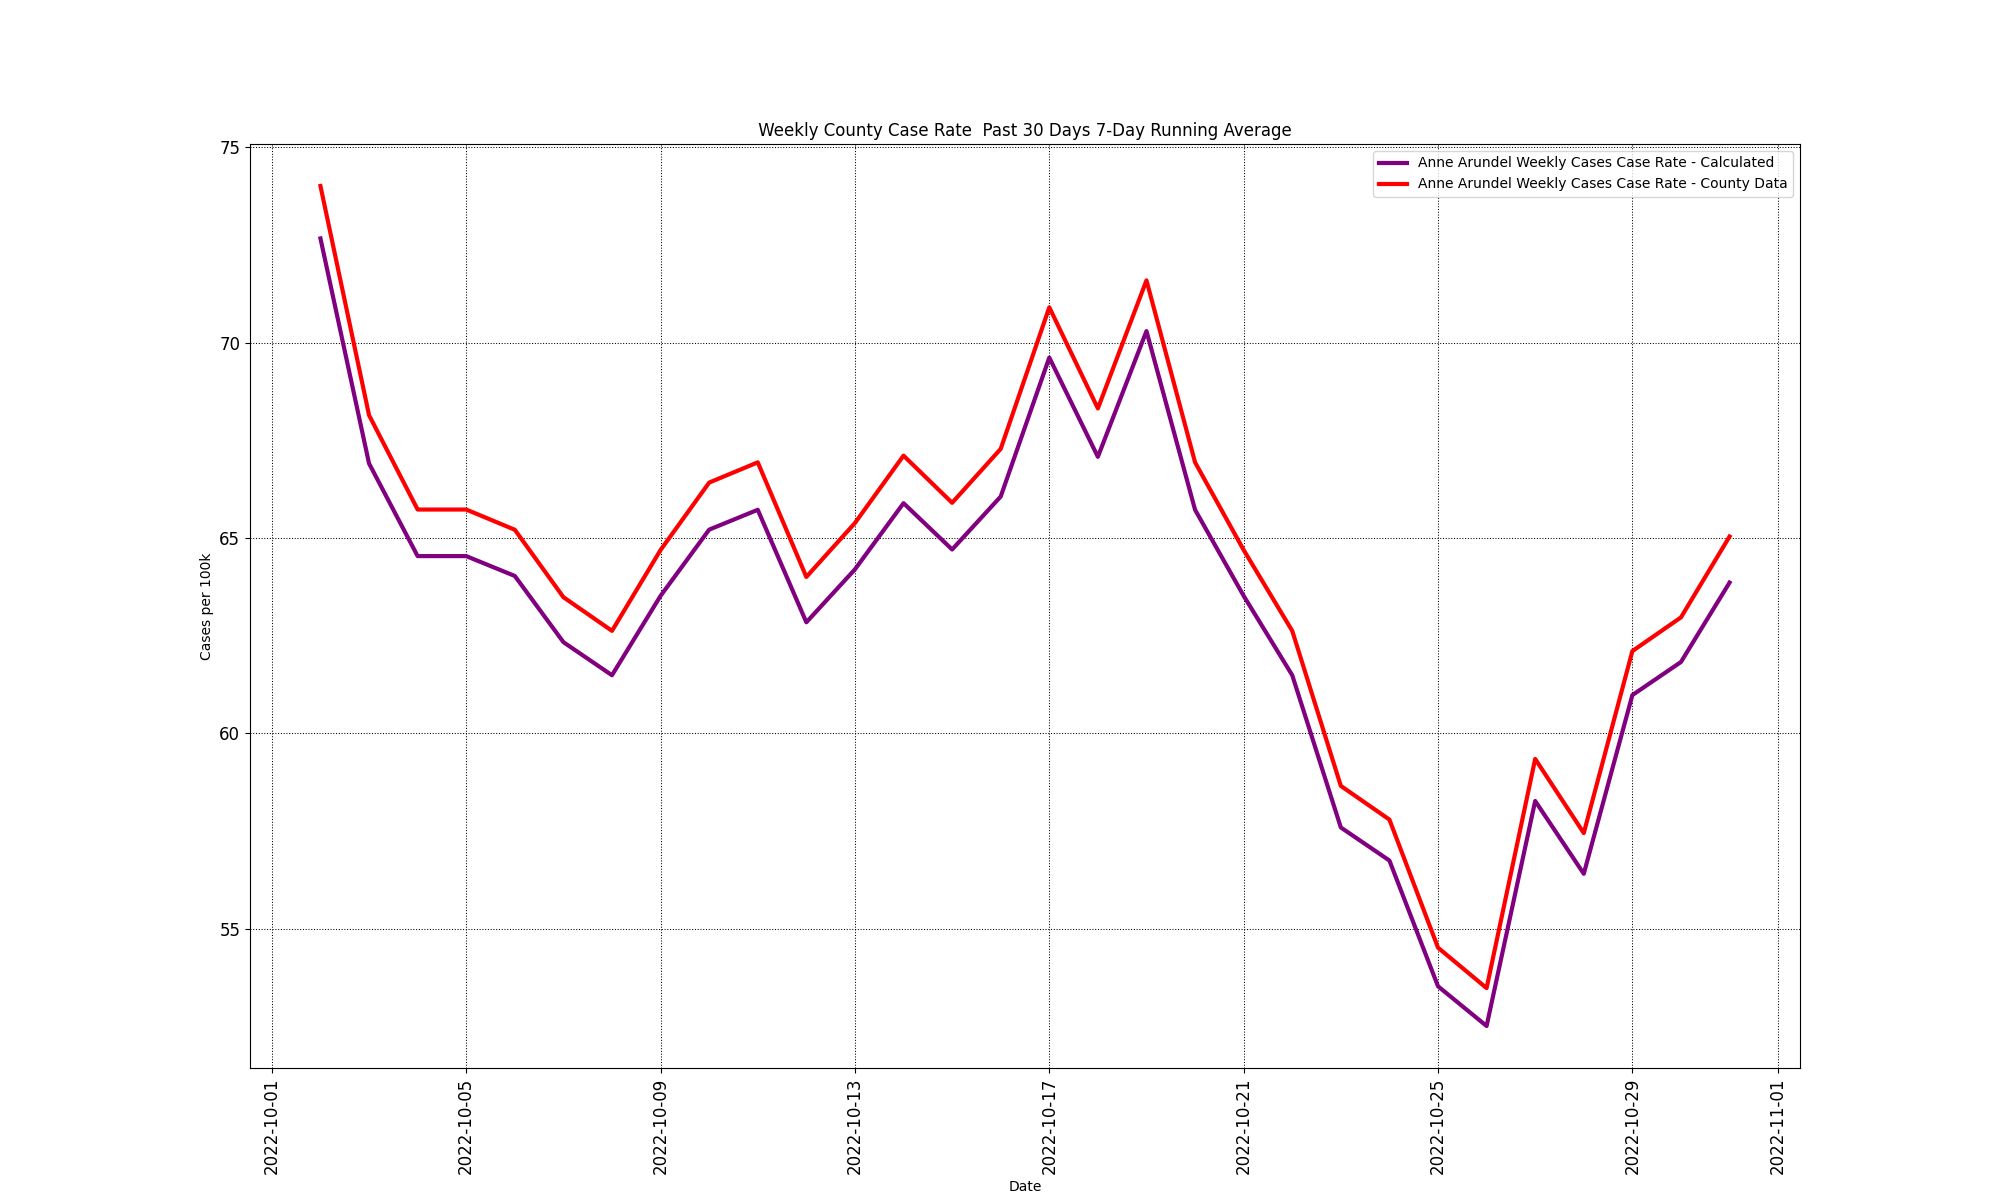 Weekly County Case Rate  Past 30 Days 7-Day Running Average
Anne Arundel Weekly Cases Case Rate - Calculated
Anne Arundel Weekly Cases Case Rate - County Data
75
70
65
60
55
Cases per 100k
2022-10-01
2022-10-05
2022-10-09
2022-10-13
2022-10-17
2022-10-21
2022-10-25
2022-10-29
2022-11-01
Date